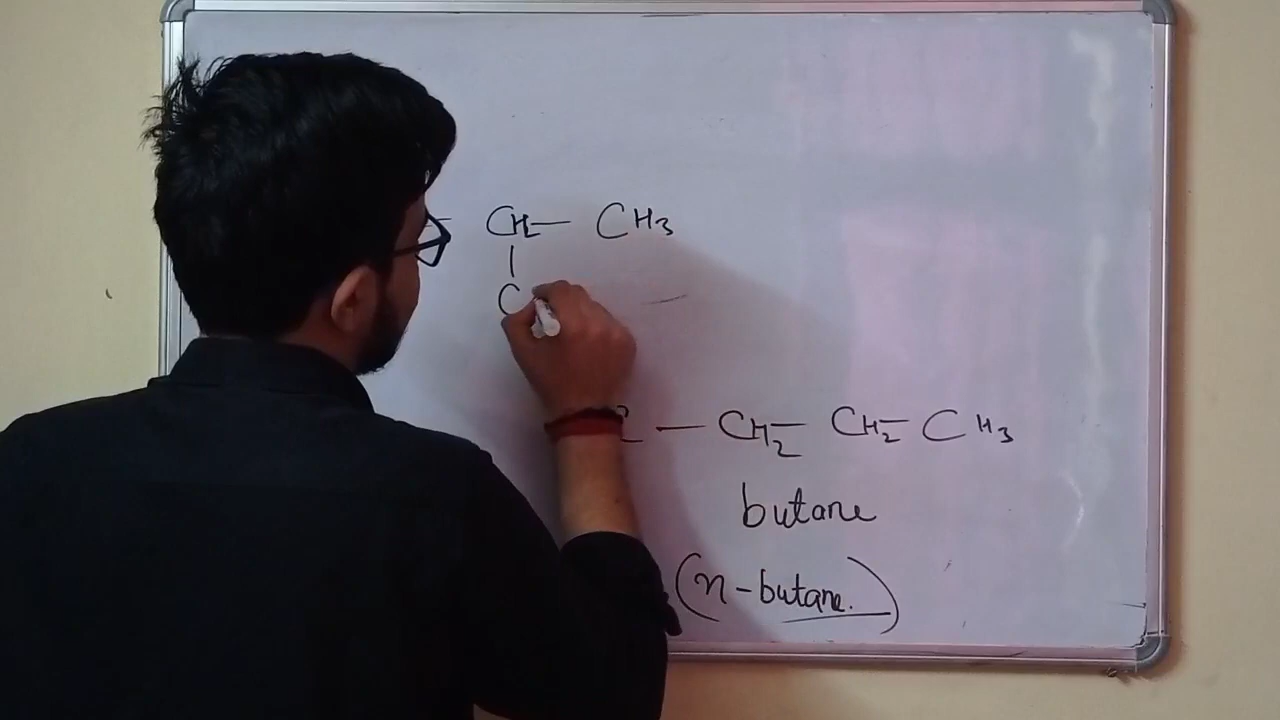 — CH2 — CH3
|
C
— CH2 — CH2 — CH3
butane
(n-butane.)